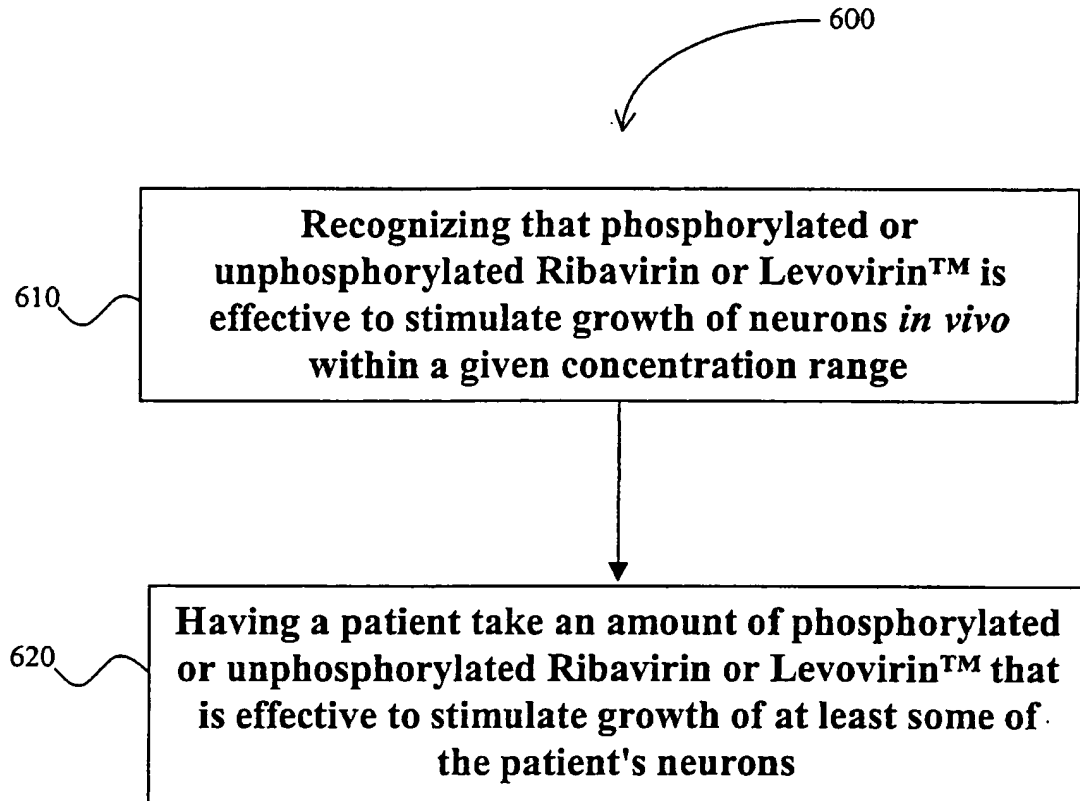 600
Recognizing that phosphorylated or
unphosphorylated Ribavirin or Levovirin™ is
effective to stimulate growth of neurons in vivo
within a given concentration range
610
Having a patient take an amount of phosphorylated
or unphosphorylated Ribavirin or Levovirin™ that
is effective to stimulate growth of at least some of
the patient's neurons
620